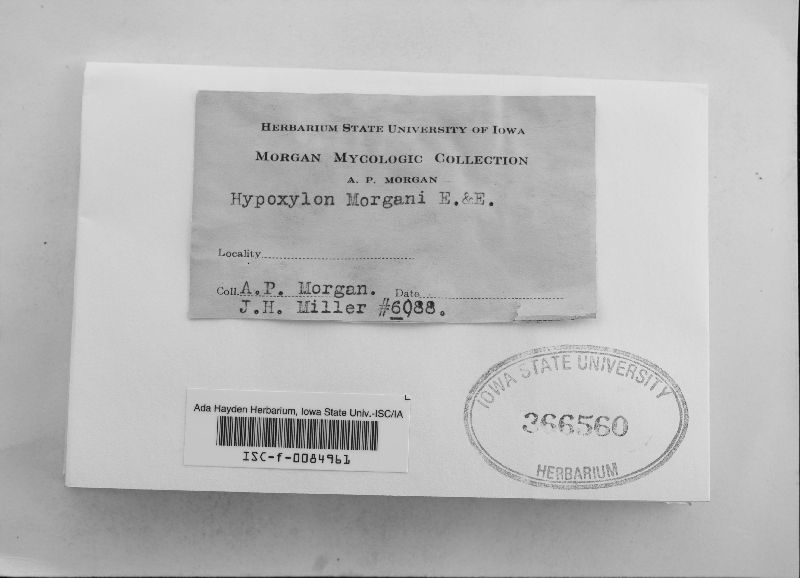 HERBARIUM STATE UNIVERSITY OF IOWA
MORGAN MYCOLOGIC COLLECTION
A. P. MORGAN
Hypoxylon Morgani E.&E.
Locality
Coll. A.P. Morgan. Date
J.H. Miller #6088.
Ada Hayden Herbarium, Iowa State Univ.-ISC/IA
ISC-f-0084961
IOWA STATE UNIVERSITY
366560
HERBARIUM